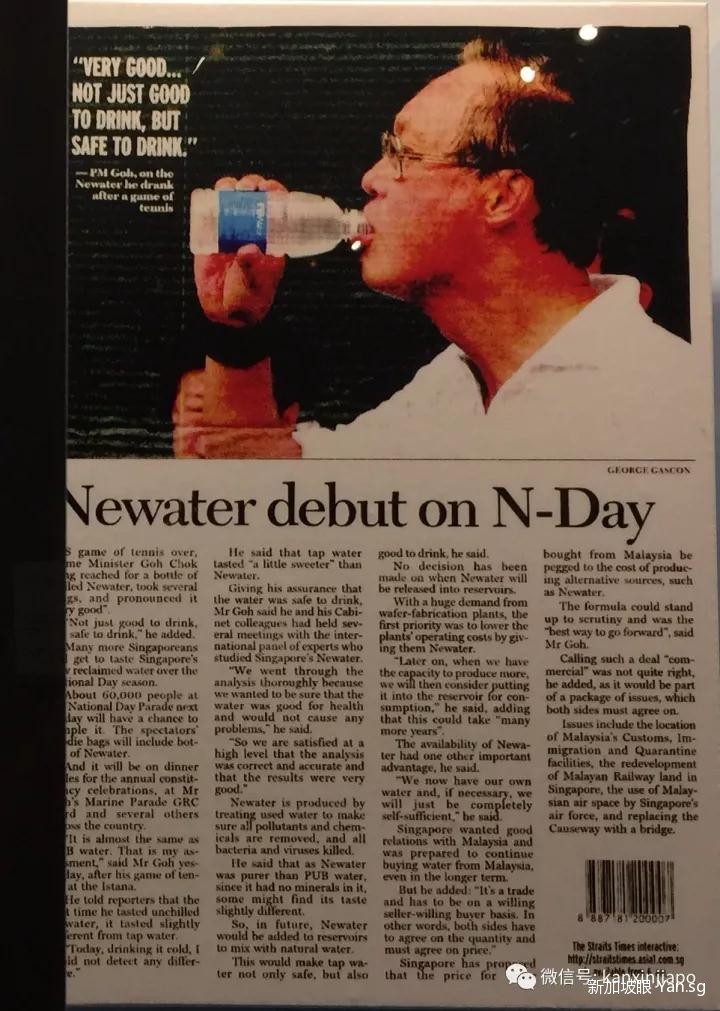 "VERY GOOD...
NOT JUST GOOD
TO DRINK, BUT
SAFE TO DRINK."
— PM Goh, on the
Newater he drank
after a game of
tennis
GEORGE GASCON
Newater debut on N-Day
S game of tennis over,
me Minister Goh Chok
ng reached for a bottle of
led Newater, took several
gs, and pronounced it
ry good".
"Not just good to drink,
safe to drink," he added.
Many more Singaporeans
l get to taste Singapore's
reclaimed water over the
ional Day season.
About 60,000 people at
National Day Parade next
day will have a chance to
mple it. The spectators'
die bags will include bot-
of Newater.
And it will be on dinner
les for the annual constit-
cy celebrations, at Mr
h's Marine Parade GRC
rd and several others
oss the country.
"It is almost the same as
B water. That is my as-
sment," said Mr Goh yes-
day, after his game of ten-
at the Istana.
He told reporters that the
t time he tasted unchilled
water, it tasted slightly
erent from tap water.
"Today, drinking it cold, I
ld not detect any differ-
e."
He said that tap water
tasted "a little sweeter" than
Newater.
Giving his assurance that
the water was safe to drink,
Mr Goh said he and his Cabi-
net colleagues had held sev-
eral meetings with the inter-
national panel of experts who
studied Singapore's Newater.
"We went through the
analysis thoroughly because
we wanted to be sure that the
water was good for health
and would not cause any
problems," he said.
"So we are satisfied at a
high level that the analysis
was correct and accurate and
that the results were very
good."
Newater is produced by
treating used water to make
sure all pollutants and chem-
icals are removed, and all
bacteria and viruses killed.
He said that as Newater
was purer than PUB water,
since it had no minerals in it,
some might find its taste
slightly different.
So, in future, Newater
would be added to reservoirs
to mix with natural water.
This would make tap wa-
ter not only safe, but also
good to drink, he said.
No decision has been
made on when Newater will
be released into reservoirs.
With a huge demand from
wafer-fabrication plants, the
first priority was to lower the
plants' operating costs by giv-
ing them Newater.
"Later on, when we have
the capacity to produce more,
we will then consider putting
it into the reservoir for con-
sumption," he said, adding
that this could take "many
more years".
The availability of Newa-
ter had one other important
advantage, he said.
"We now have our own
water and, if necessary, we
will just be completely
self-sufficient," he said.
Singapore wanted good
relations with Malaysia and
was prepared to continue
buying water from Malaysia,
even in the longer term.
But he added: "It's a trade
and has to be on a willing
seller-willing buyer basis. In
other words, both sides have
to agree on the quantity and
must agree on price."
Singapore has proposed
that the price for
bought from Malaysia be
pegged to the cost of produc-
ing alternative sources, such
as Newater.
The formula could stand
up to scrutiny and was the
"best way to go forward", said
Mr Goh.
Calling such a deal "com-
mercial" was not quite right,
he added, as it would be part
of a package of issues, which
both sides must agree on.
Issues include the location
of Malaysia's Customs, Im-
migration and Quarantine
facilities, the redevelopment
of Malayan Railway land in
Singapore, the use of Malay-
sian air space by Singapore's
air force, and replacing the
Causeway with a bridge.
8 887181 200007
The Straits Times interactive:
http://straitstimes.asia1.com.sg
微信号: kanxinjiapo
新加坡眼 Yan.sg